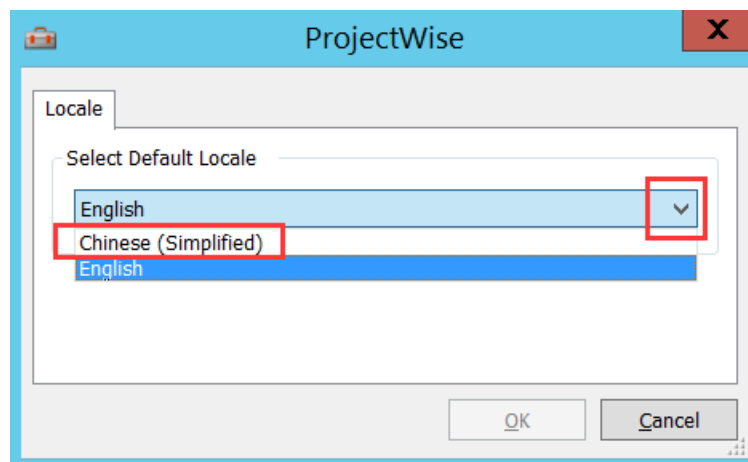 ProjectWise
X
Locale
Select Default Locale
English
Chinese (Simplified)
English
OK Cancel